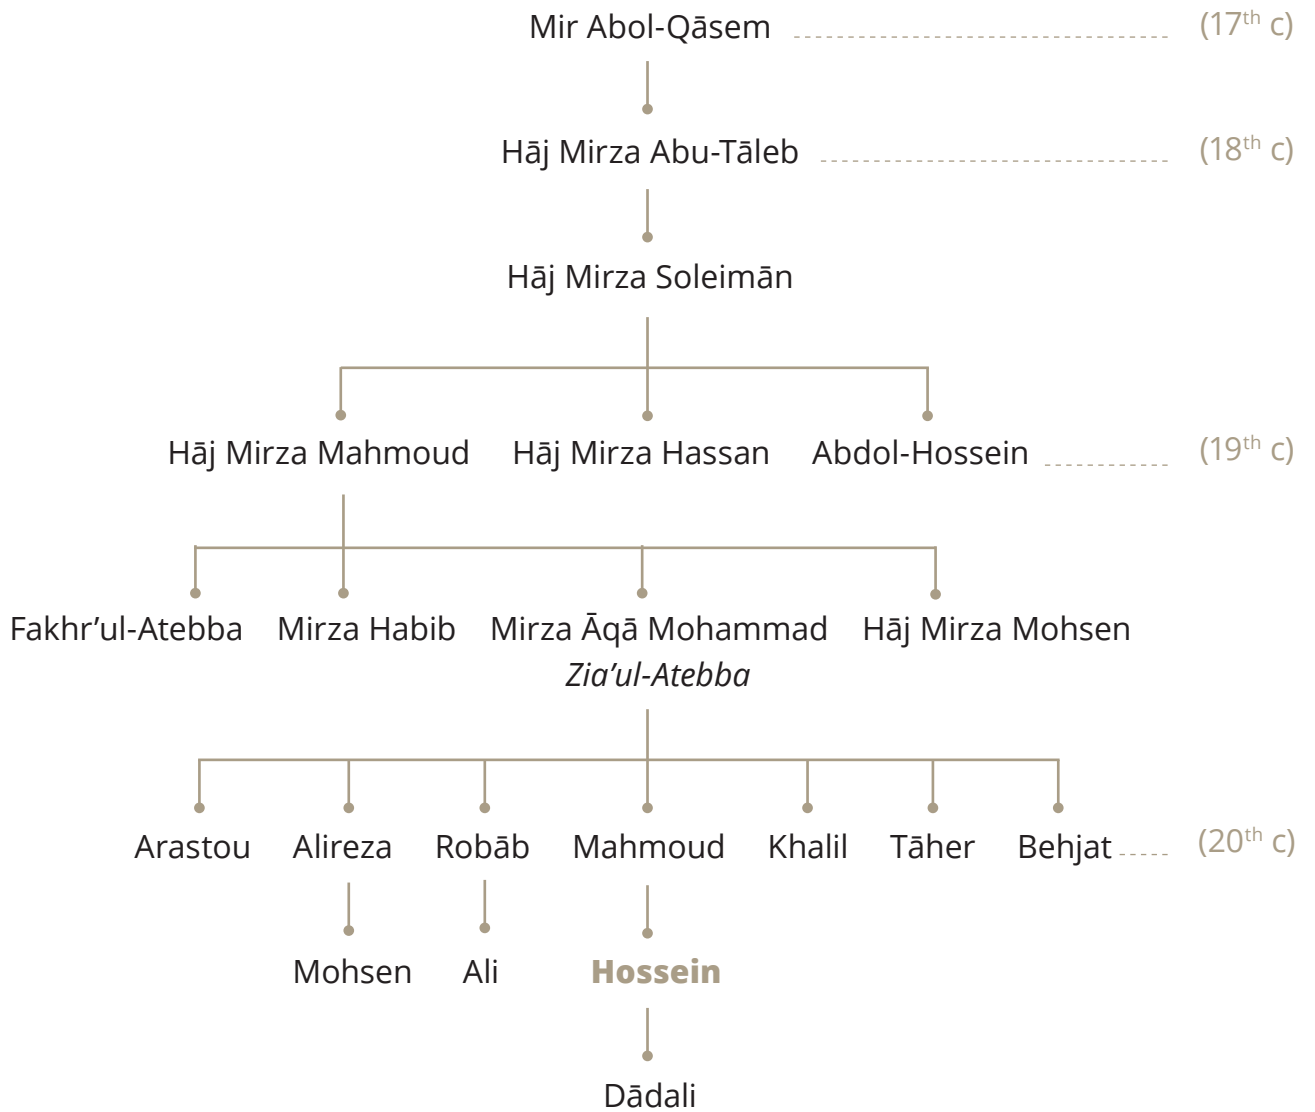 Mir Abol-Qāsem (17th c)
Hāj Mirza Abu-Tāleb (18th c)
Hāj Mirza Soleimān
Hāj Mirza Mahmoud Hāj Mirza Hassan Abdol-Hossein (19th c)
Fakhr’ul-Atebba Mirza Habib Mirza Āqā Mohammad Hāj Mirza Mohsen
Zia’ul-Atebba
Arastou Alireza Robāb Mahmoud Khalil Tāher Behjat (20th c)
Mohsen Ali Hossein
Dādali